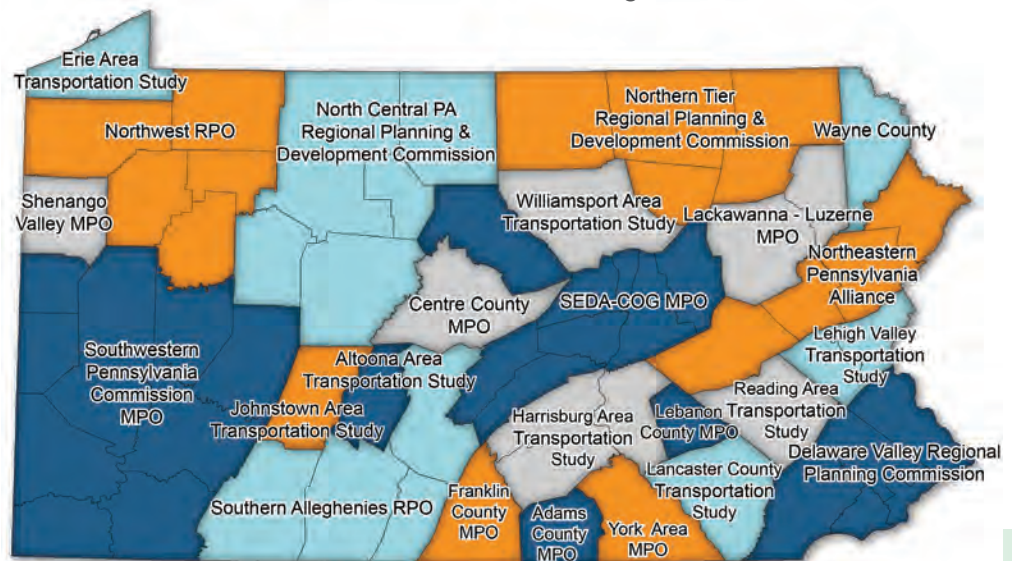 Erie Area
Transportation Study
Northwest RPO
North Central PA
Regional Planning &
Development Commission
Northern Tier
Regional Planning &
Development Commission
Wayne County
Shenango
Valley MPO
Williamsport Area
Transportation Study
Lackawanna - Luzerne
MPO
Northeastern
Pennsylvania
Alliance
Centre County
MPO
SEDA-COG MPO
Southwestern
Pennsylvania
Commission
MPO
Altoona Area
Transportation Study
Lehigh Valley
Transportation
Study
Johnstown Area
Transportation Study
Harrisburg Area
Transportation
Study
Lebanon
County MPO
Reading Area
Transportation
Study
Delaware Valley Regional
Planning Commission
Lancaster County
Transportation
Study
Southern Alleghenies RPO
Franklin
County
MPO
Adams
County
MPO
York Area
MPO